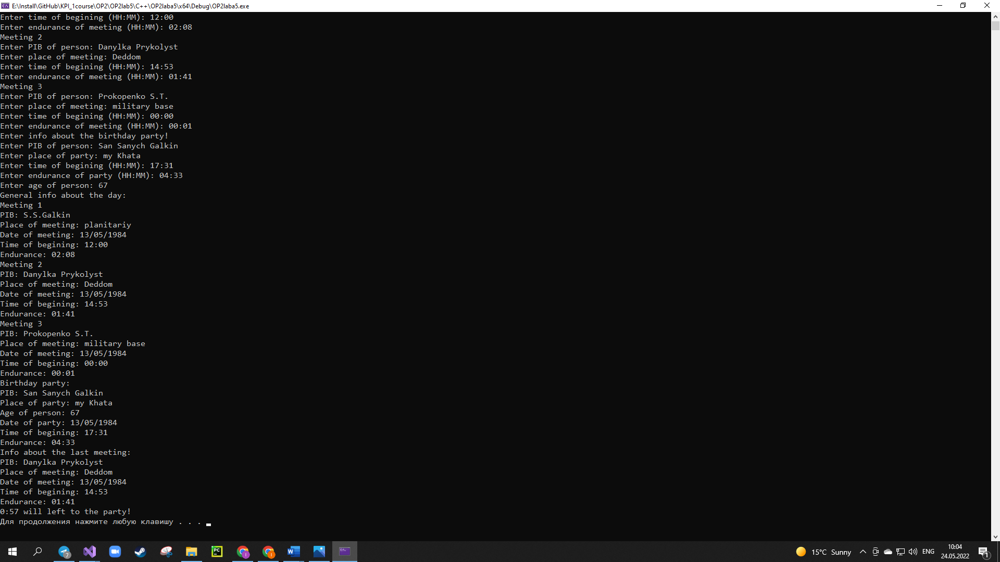 E:\Install\GitHub\KPI_1course\OP2\OP2lab5\C++\OP2laba5\x64\Debug\OP2laba5.exe
Enter time of begining (HH:MM): 12:00
Enter endurance of meeting (HH:MM): 02:08
Meeting 2
Enter PIB of person: Danylka Prykolyst
Enter place of meeting: Deddom
Enter time of begining (HH:MM): 14:53
Enter endurance of meeting (HH:MM): 01:41
Meeting 3
Enter PIB of person: Prokopenko S.T.
Enter place of meeting: military base
Enter time of begining (HH:MM): 00:00
Enter endurance of meeting (HH:MM): 00:01
Enter info about the birthday party!
Enter PIB of person: San Sanych Galkin
Enter place of party: my Khata
Enter time of begining (HH:MM): 17:31
Enter endurance of party (HH:MM): 04:33
Enter age of person: 67
General info about the day:
Meeting 1
PIB: S.S.Galkin
Place of meeting: planitariy
Date of meeting: 13/05/1984
Time of begining: 12:00
Endurance: 02:08
Meeting 2
PIB: Danylka Prykolyst
Place of meeting: Deddom
Date of meeting: 13/05/1984
Time of begining: 14:53
Endurance: 01:41
Meeting 3
PIB: Prokopenko S.T.
Place of meeting: military base
Date of meeting: 13/05/1984
Time of begining: 00:00
Endurance: 00:01
Birthday party:
PIB: San Sanych Galkin
Place of party: my Khata
Age of person: 67
Date of party: 13/05/1984
Time of begining: 17:31
Endurance: 04:33
Info about the last meeting:
PIB: Danylka Prykolyst
Place of meeting: Deddom
Date of meeting: 13/05/1984
Time of begining: 14:53
Endurance: 01:41
0:57 will left to the party!
Для продолжения нажмите любую клавишу . . .
7
PC
15°C Sunny
ENG
10:04
24.05.2022
1